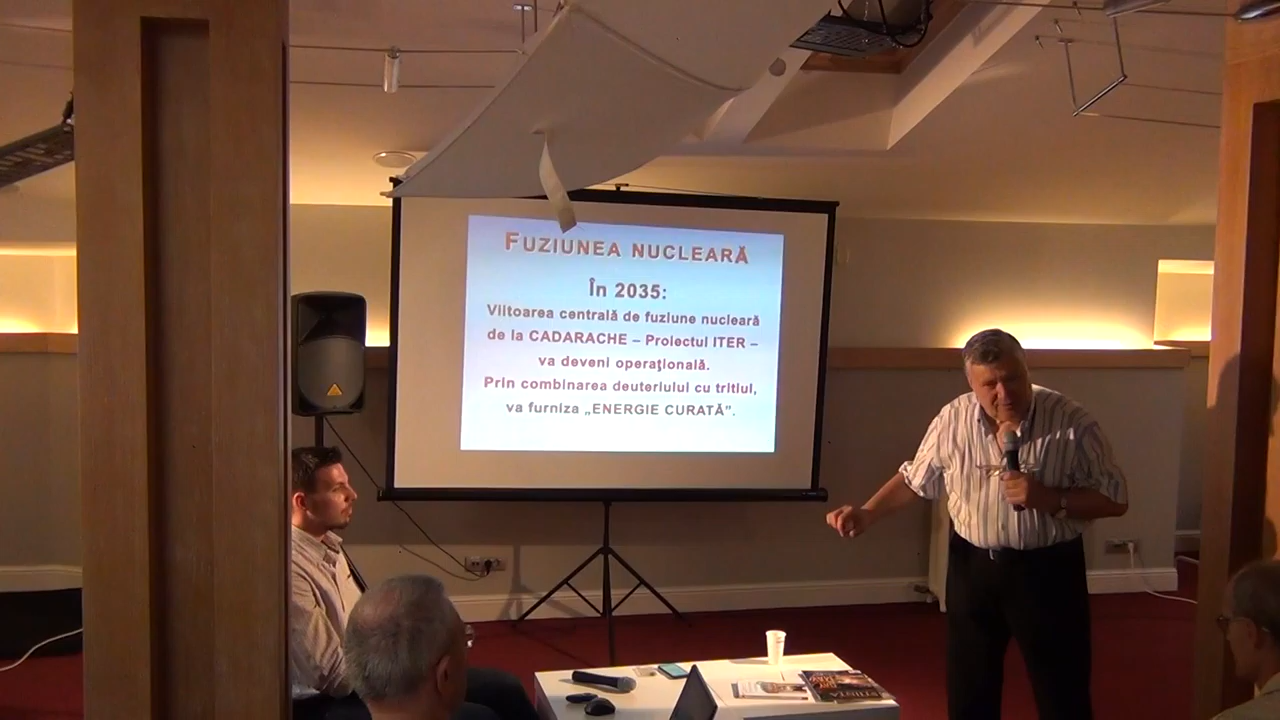 FUZIUNEA NUCLEARĂ
În 2035:
Viitoarea centrală de fuziune nucleară
de la CADARACHE – Proiectul ITER –
va deveni operaţională.
Prin combinarea deuteriului cu tritiul,
va furniza „ENERGIE CURATĂ”.
ŞTIINŢA